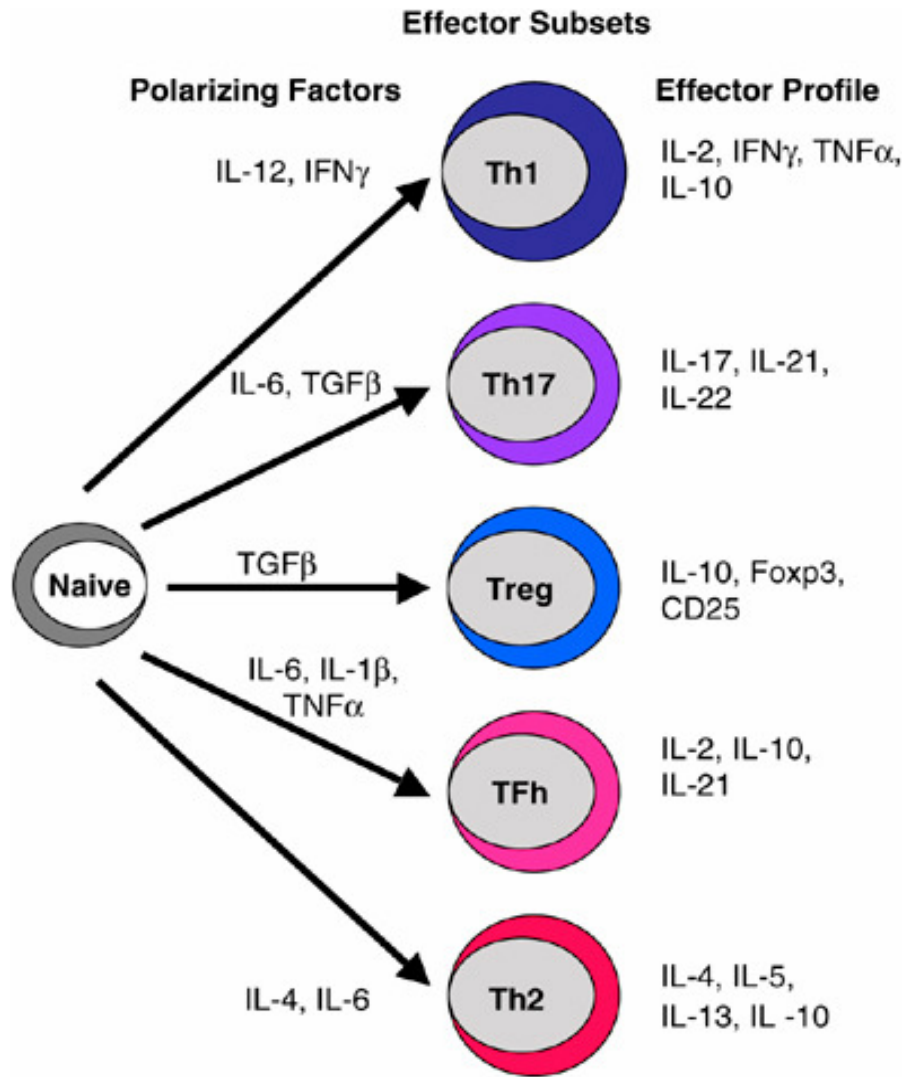 Effector Subsets
Polarizing Factors
Effector Profile
IL-12, IFNγ
Th1
IL-2, IFNγ, TNFα,
IL-10
IL-6, TGFβ
Th17
IL-17, IL-21,
IL-22
Naive
TGFβ
Treg
IL-10, Foxp3,
CD25
IL-6, IL-1β,
TNFα
TFh
IL-2, IL-10,
IL-21
IL-4, IL-6
Th2
IL-4, IL-5,
IL-13, IL -10